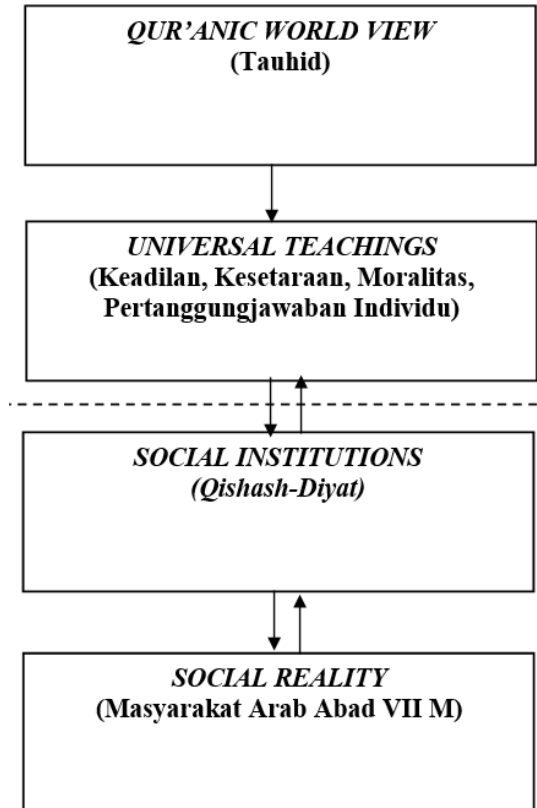 QUR'ANIC WORLD VIEW
(Tauhid)
UNIVERSAL TEACHINGS
(Keadilan, Kesetaraan, Moralitas,
Pertanggungjawaban Individu)
SOCIAL INSTITUTIONS
(Qishash-Diyat)
SOCIAL REALITY
(Masyarakat Arab Abad VII M)